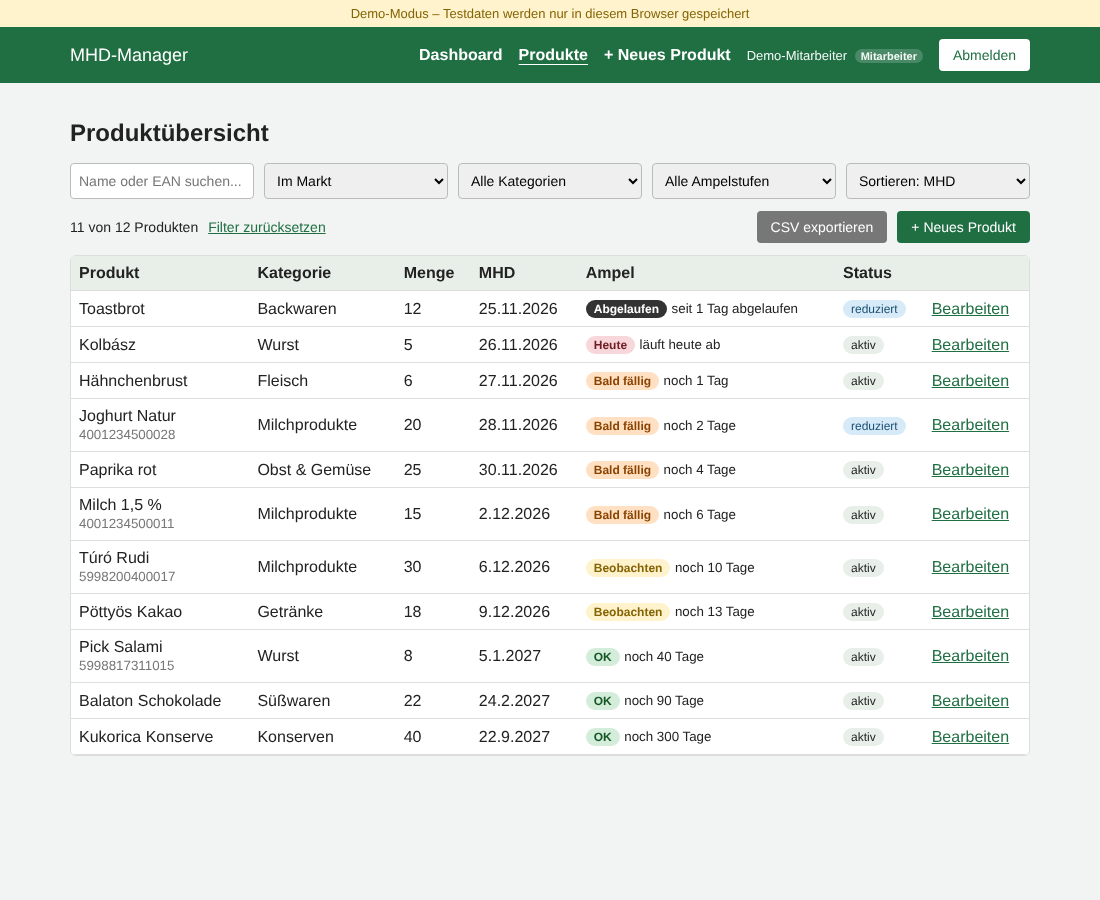 Demo-Modus – Testdaten werden nur in diesem Browser gespeichert
MHD-Manager Dashboard Produkte + Neues Produkt Demo-Mitarbeiter Mitarbeiter Abmelden
Produktübersicht
Name oder EAN suchen... Im Markt Alle Kategorien Alle Ampelstufen Sortieren: MHD
11 von 12 Produkten Filter zurücksetzen CSV exportieren + Neues Produkt
Produkt Kategorie Menge MHD Ampel Status
Toastbrot Backwaren 12 25.11.2026 Abgelaufen seit 1 Tag abgelaufen reduziert Bearbeiten
Kolbász Wurst 5 26.11.2026 Heute läuft heute ab aktiv Bearbeiten
Hähnchenbrust Fleisch 6 27.11.2026 Bald fällig noch 1 Tag aktiv Bearbeiten
Joghurt Natur Milchprodukte 20 28.11.2026 Bald fällig noch 2 Tage reduziert Bearbeiten
4001234500028
Paprika rot Obst & Gemüse 25 30.11.2026 Bald fällig noch 4 Tage aktiv Bearbeiten
Milch 1,5 % Milchprodukte 15 2.12.2026 Bald fällig noch 6 Tage aktiv Bearbeiten
4001234500011
Túró Rudi Milchprodukte 30 6.12.2026 Beobachten noch 10 Tage aktiv Bearbeiten
5998200400017
Pöttyös Kakao Getränke 18 9.12.2026 Beobachten noch 13 Tage aktiv Bearbeiten
Pick Salami Wurst 8 5.1.2027 OK noch 40 Tage aktiv Bearbeiten
5998817311015
Balaton Schokolade Süßwaren 22 24.2.2027 OK noch 90 Tage aktiv Bearbeiten
Kukorica Konserve Konserven 40 22.9.2027 OK noch 300 Tage aktiv Bearbeiten